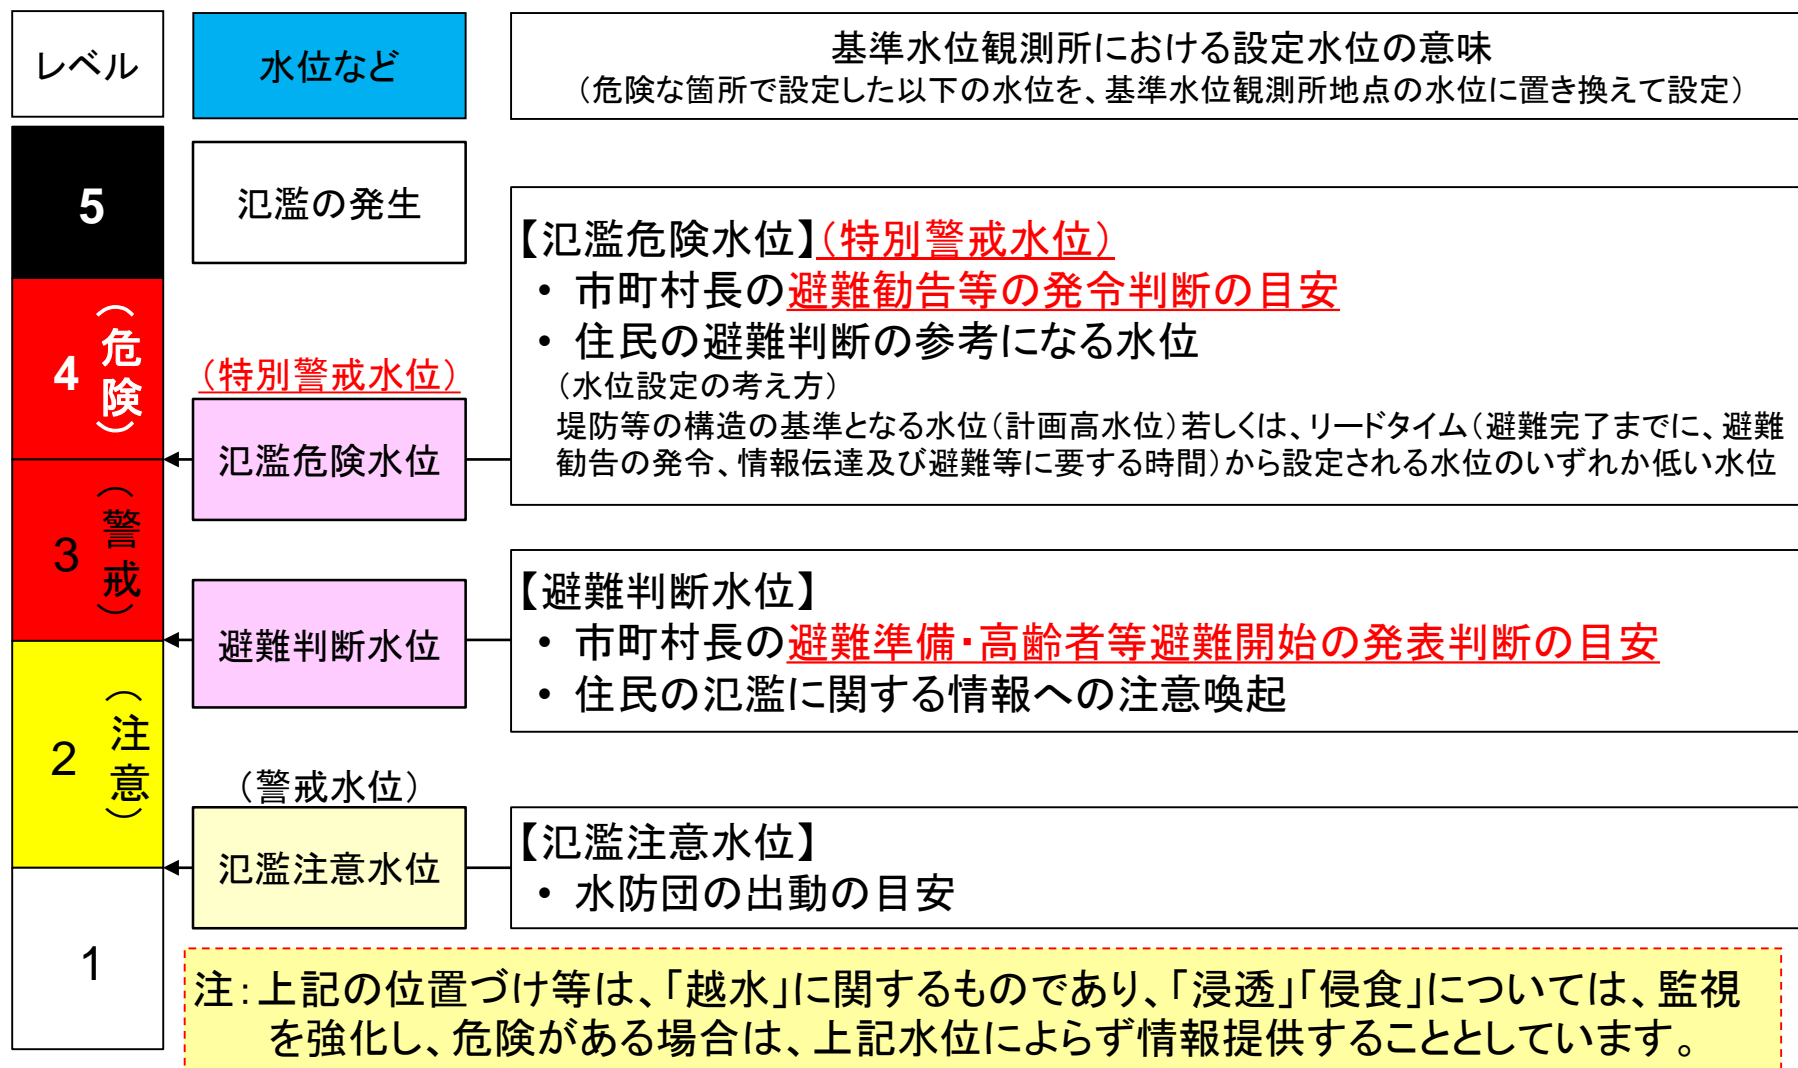 レベル
水位など
基準水位観測所における設定水位の意味
（危険な箇所で設定した以下の水位を、基準水位観測所地点の水位に置き換えて設定）
5
氾濫の発生
4（危険）
（特別警戒水位）
氾濫危険水位
【氾濫危険水位】（特別警戒水位）
• 市町村長の避難勧告等の発令判断の目安
• 住民の避難判断の参考になる水位
（水位設定の考え方）
堤防等の構造の基準となる水位（計画高水位）若しくは、リードタイム（避難完了までに、避難
勧告の発令、情報伝達及び避難等に要する時間）から設定される水位のいずれか低い水位
3（警戒）
避難判断水位
【避難判断水位】
• 市町村長の避難準備・高齢者等避難開始の発表判断の目安
• 住民の氾濫に関する情報への注意喚起
2（注意）
（警戒水位）
氾濫注意水位
【氾濫注意水位】
• 水防団の出動の目安
1
注：上記の位置づけ等は、「越水」に関するものであり、「浸透」「侵食」については、監視
を強化し、危険がある場合は、上記水位によらず情報提供することとしています。